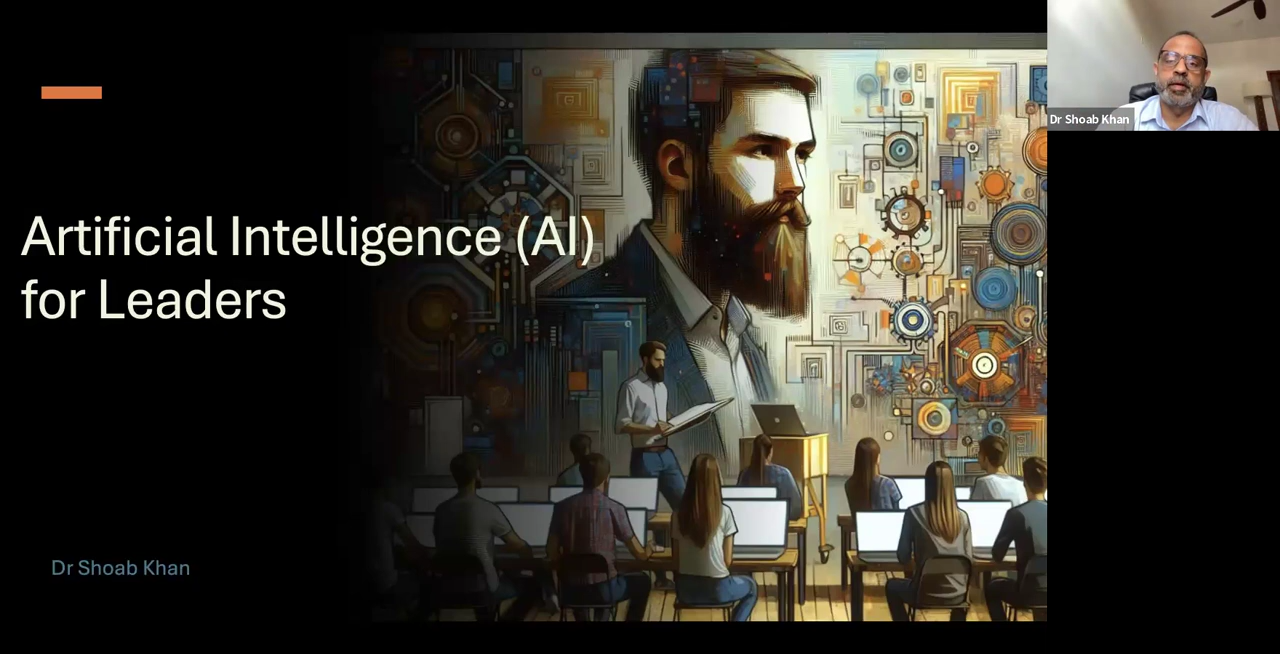 Artificial Intelligence (AI)
for Leaders
Dr Shoab Khan
Dr Shoab Khan